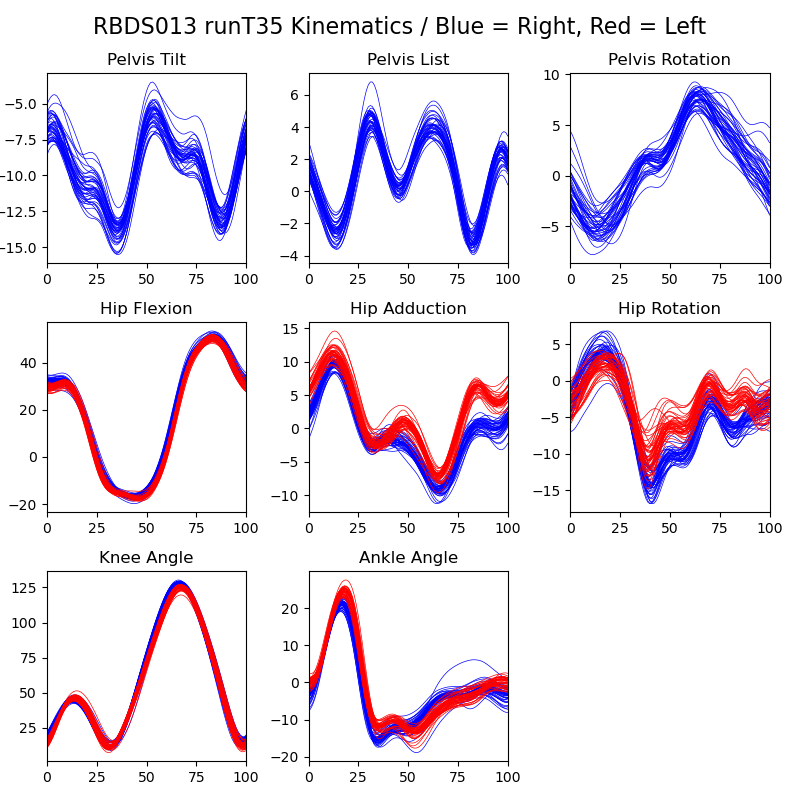 RBDS013 runT35 Kinematics / Blue = Right, Red = Left
Pelvis Tilt
Pelvis List
Pelvis Rotation
−5.0
−7.5
−10.0
−12.5
−15.0
0 25 50 75 100
6
4
2
0
−2
−4
0 25 50 75 100
10
5
0
−5
0 25 50 75 100
Hip Flexion
Hip Adduction
Hip Rotation
40
20
0
−20
0 25 50 75 100
15
10
5
0
−5
−10
0 25 50 75 100
5
0
−5
−10
−15
0 25 50 75 100
Knee Angle
Ankle Angle
125
100
75
50
25
0 25 50 75 100
20
10
0
−10
−20
0 25 50 75 100